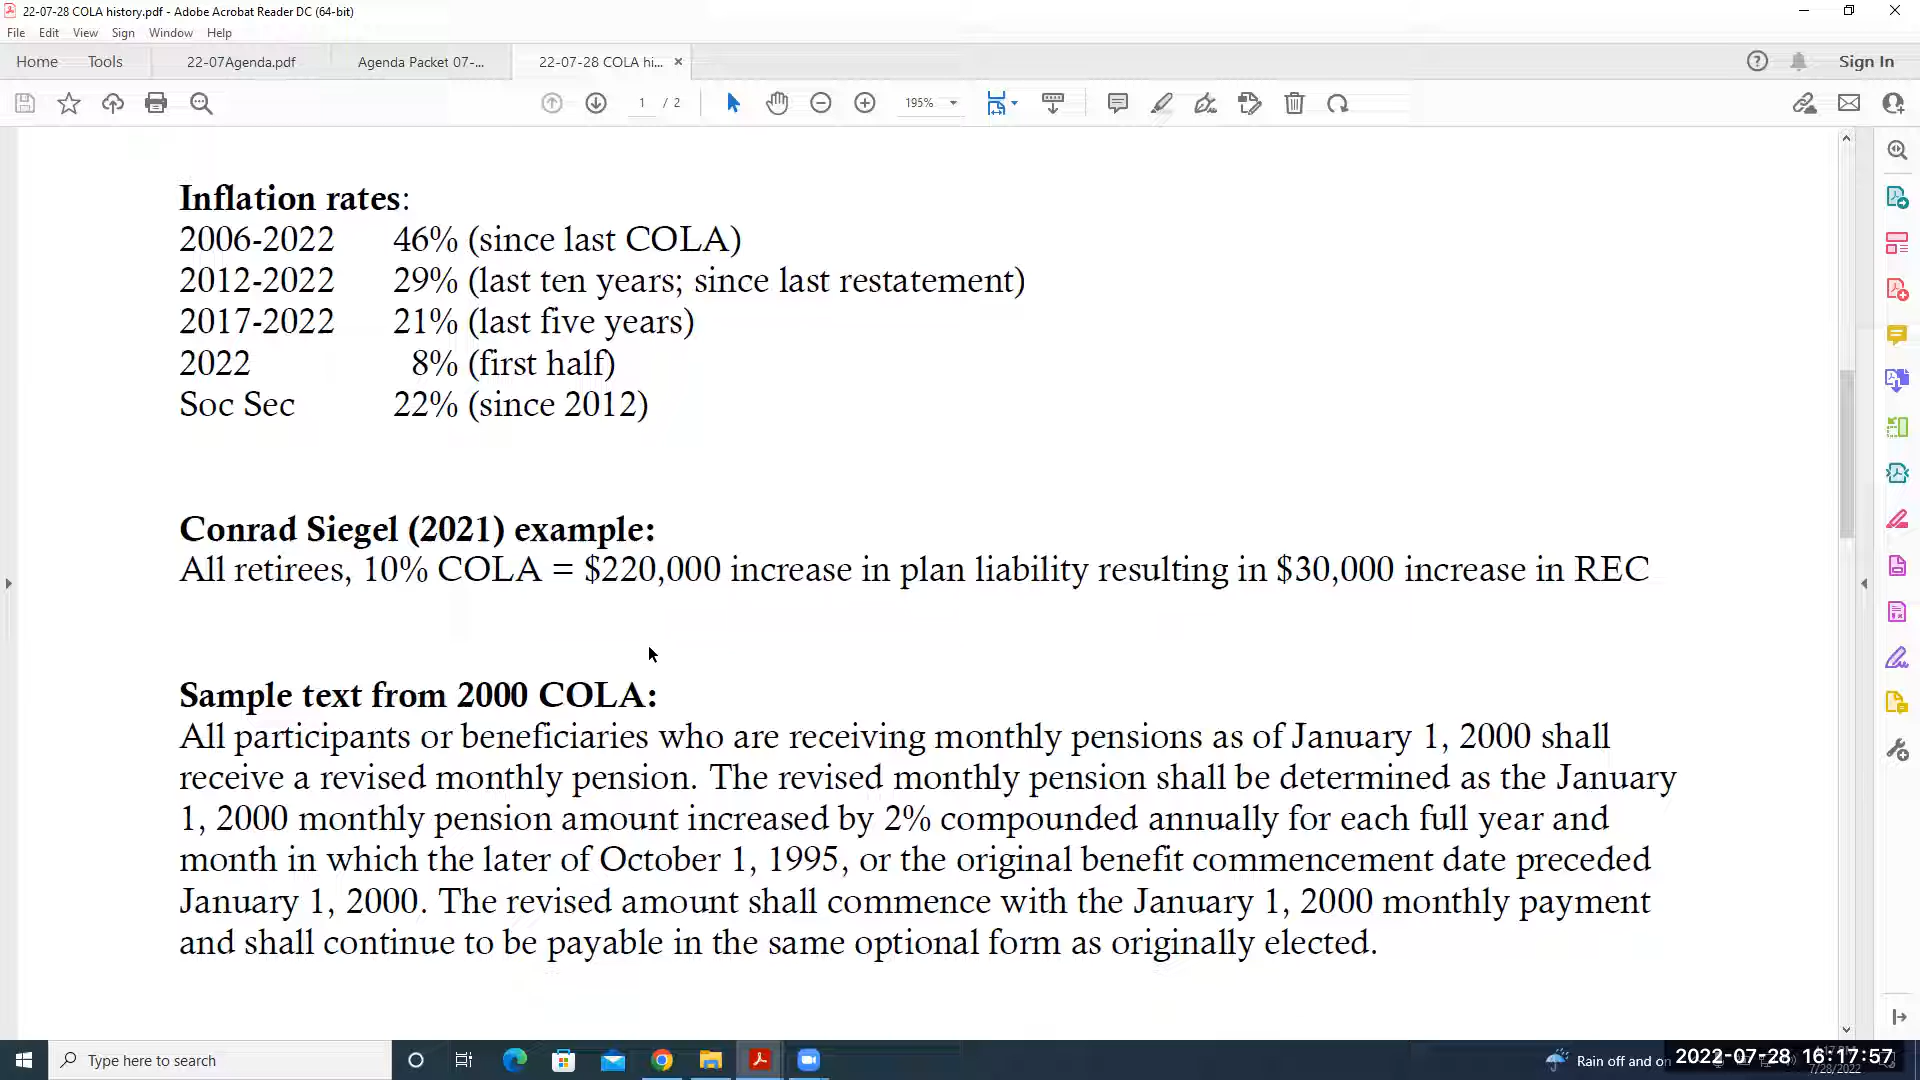 22-07-28 COLA history.pdf - Adobe Acrobat Reader DC (64-bit)
File Edit View Sign Window Help
Home Tools 22-07Agenda.pdf Agenda Packet 07-... 22-07-28 COLA hi... × Sign In
1 / 2 195%
Inflation rates:
2006-2022 46% (since last COLA)
2012-2022 29% (last ten years; since last restatement)
2017-2022 21% (last five years)
2022 8% (first half)
Soc Sec 22% (since 2012)
Conrad Siegel (2021) example:
All retirees, 10% COLA = $220,000 increase in plan liability resulting in $30,000 increase in REC
Sample text from 2000 COLA:
All participants or beneficiaries who are receiving monthly pensions as of January 1, 2000 shall
receive a revised monthly pension. The revised monthly pension shall be determined as the January
1, 2000 monthly pension amount increased by 2% compounded annually for each full year and
month in which the later of October 1, 1995, or the original benefit commencement date preceded
January 1, 2000. The revised amount shall commence with the January 1, 2000 monthly payment
and shall continue to be payable in the same optional form as originally elected.
Type here to search Rain off and on 2022-07-28 16:17:57
7/28/2022